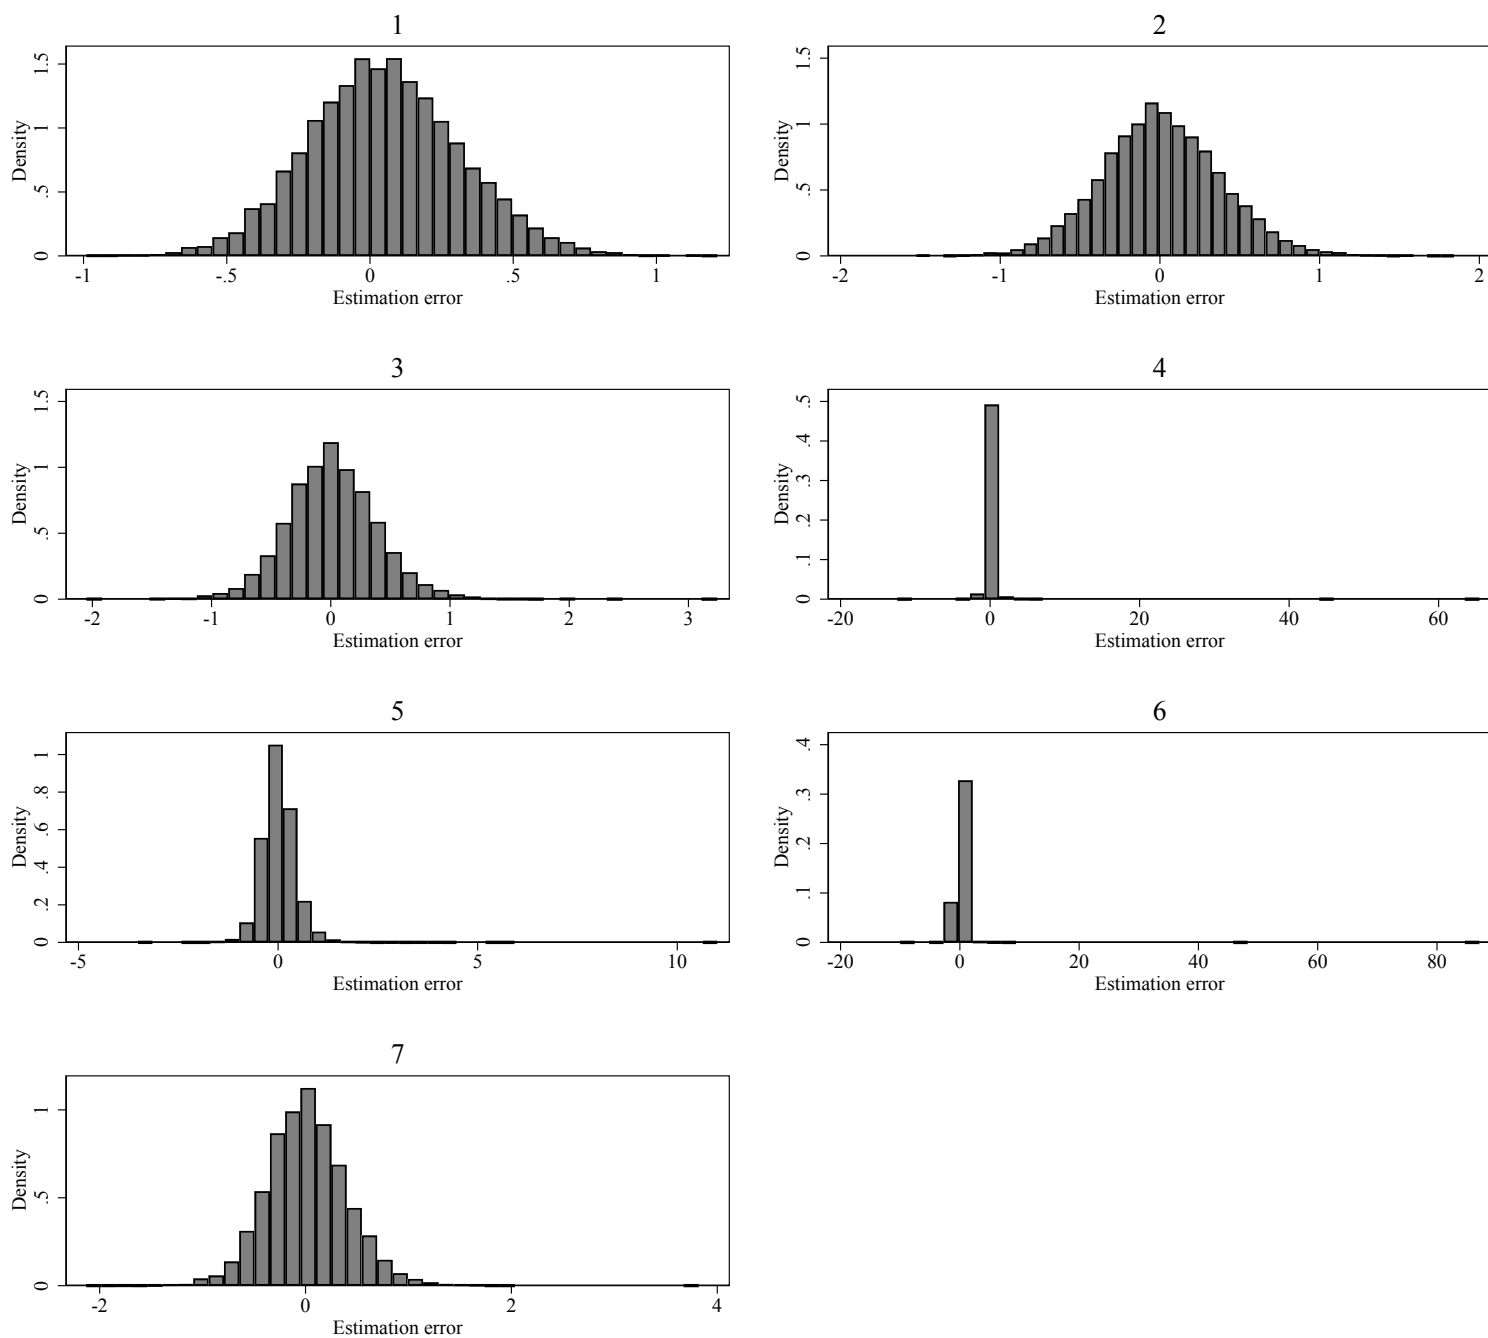 1
Density
0 .5 1 1.5
-1 -.5 0 .5 1
Estimation error
2
Density
0 .5 1 1.5
-2 -1 0 1 2
Estimation error
3
Density
0 .5 1 1.5
-2 -1 0 1 2 3
Estimation error
4
Density
0 .1 .2 .3 .4 .5
-20 0 20 40 60
Estimation error
5
Density
0 .2 .4 .6 .8 1
-5 0 5 10
Estimation error
6
Density
0 .1 .2 .3 .4
-20 0 20 40 60 80
Estimation error
7
Density
0 .5 1
-2 0 2 4
Estimation error